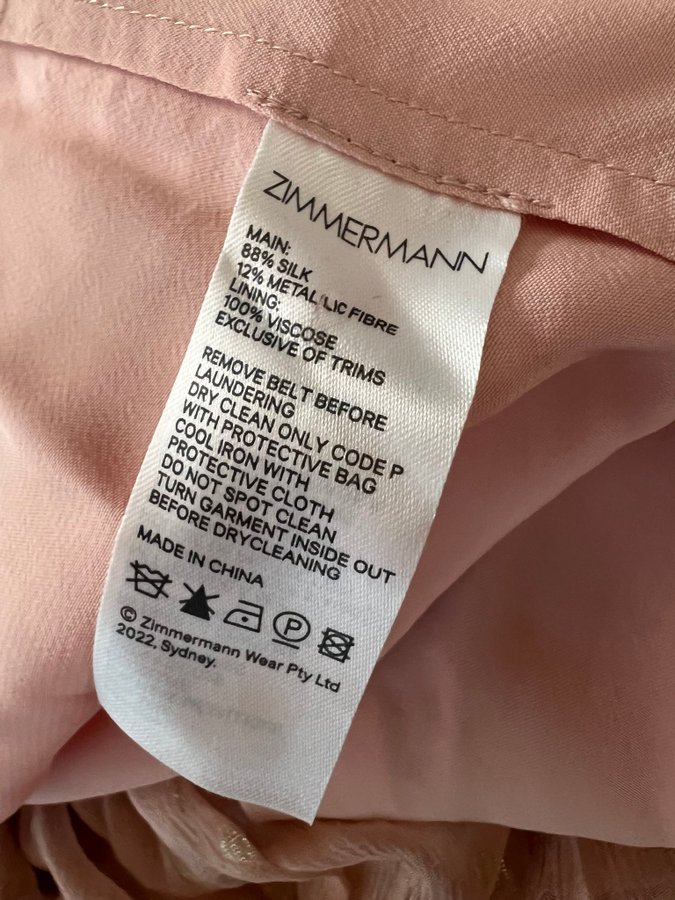 ZIMMERMANN
MAIN:
88% SILK
12% METALLIC FIBRE
LINING:
100% VISCOSE
EXCLUSIVE OF TRIMS
REMOVE BELT BEFORE
LAUNDERING
DRY CLEAN ONLY CODE P
WITH PROTECTIVE BAG
COOL IRON WITH
PROTECTIVE CLOTH
DO NOT SPOT CLEAN
TURN GARMENT INSIDE OUT
BEFORE DRYCLEANING
MADE IN CHINA
P
© Zimmermann Wear Pty Ltd
2022, Sydney.